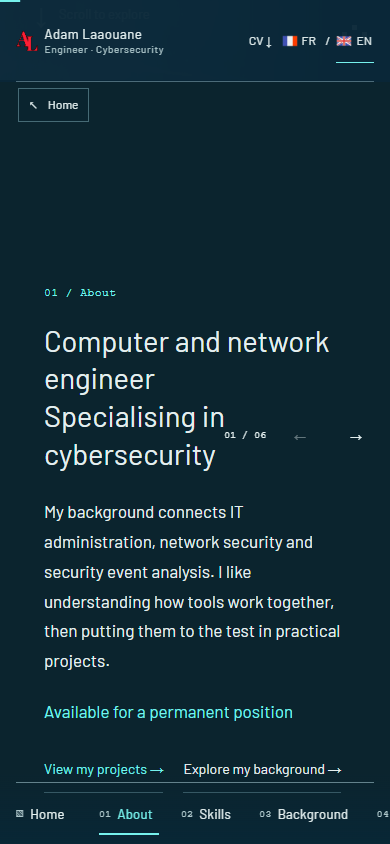 Adam Laaouane
Engineer - Cybersecurity
CV ↓ 🇫🇷 FR / 🇬🇧 EN
↖ Home
01 / About
Computer and network
engineer
Specialising in
cybersecurity
01 / 06 ← →
My background connects IT
administration, network security and
security event analysis. I like
understanding how tools work together,
then putting them to the test in practical
projects.
Available for a permanent position
View my projects → Explore my background →
Home 01 About 02 Skills 03 Background 04